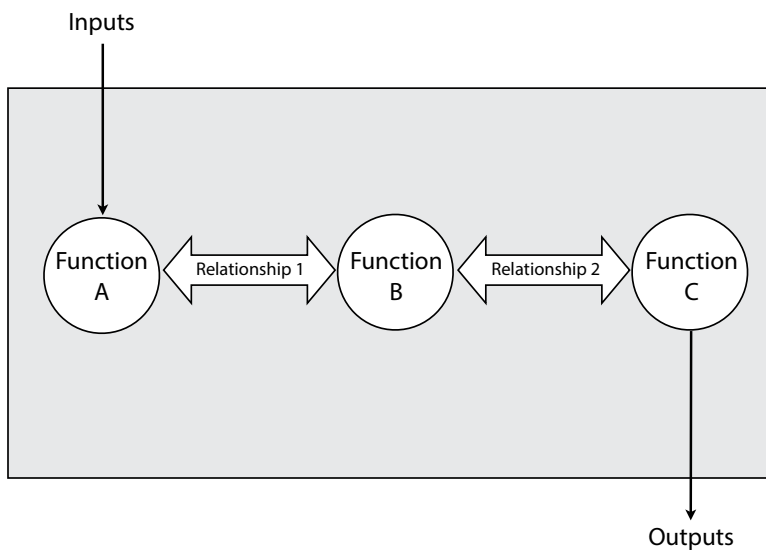 Inputs
Function
A
Relationship 1
Function
B
Relationship 2
Function
C
Outputs